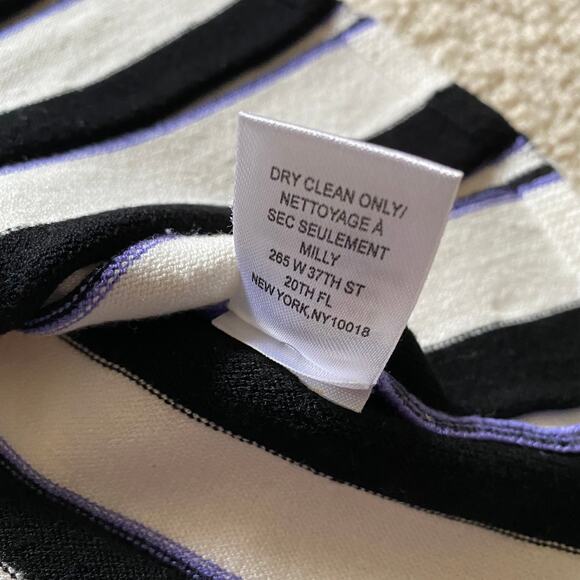 DRY CLEAN ONLY/
NETTOYAGE À
SEC SEULEMENT
MILLY
265 W 37TH ST
20TH FL
NEW YORK,NY10018